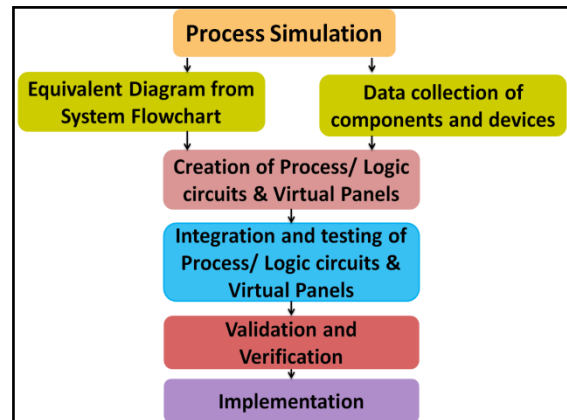 Process Simulation
Equivalent Diagram from
System Flowchart
Data collection of
components and devices
Creation of Process/ Logic
circuits & Virtual Panels
Integration and testing of
Process/ Logic circuits &
Virtual Panels
Validation and
Verification
Implementation